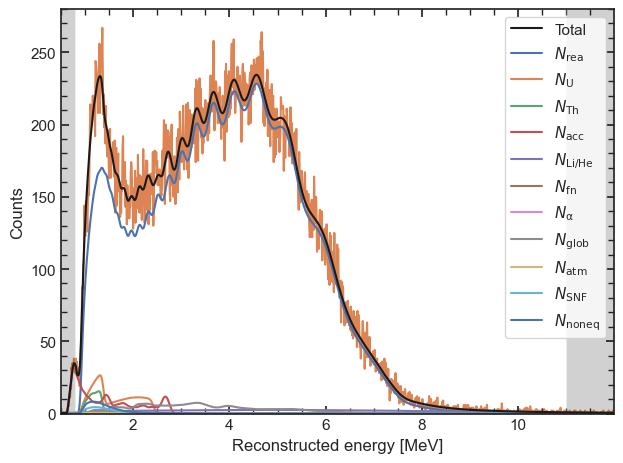 250
200
150
100
50
0
Counts
2
4
6
8
10
Reconstructed energy [MeV]
Total
N_rea
N_U
N_Th
N_acc
N_Li/He
N_fn
N_α
N_glob
N_atm
N_SNF
N_noneq